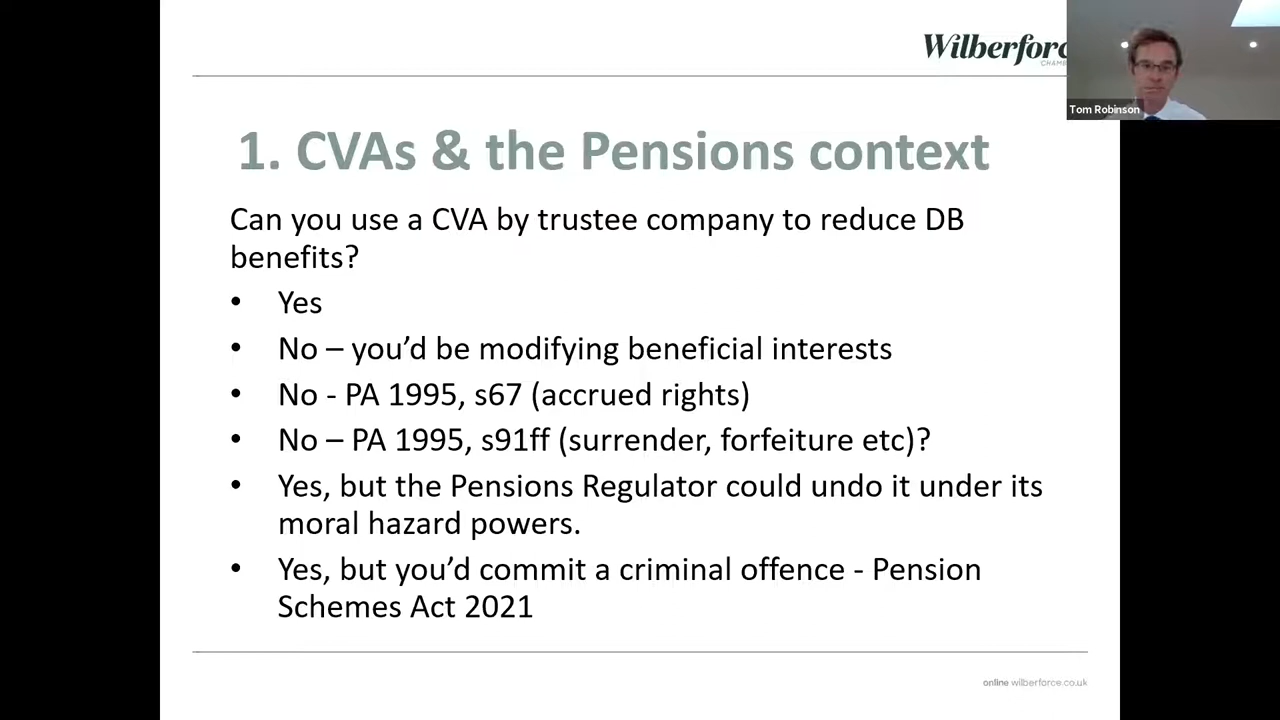 Wilberforc
CHAM
Tom Robinson
1. CVAs & the Pensions context
Can you use a CVA by trustee company to reduce DB
benefits?
• Yes
• No – you’d be modifying beneficial interests
• No - PA 1995, s67 (accrued rights)
• No – PA 1995, s91ff (surrender, forfeiture etc)?
• Yes, but the Pensions Regulator could undo it under its
moral hazard powers.
• Yes, but you’d commit a criminal offence - Pension
Schemes Act 2021
online wilberforce.co.uk